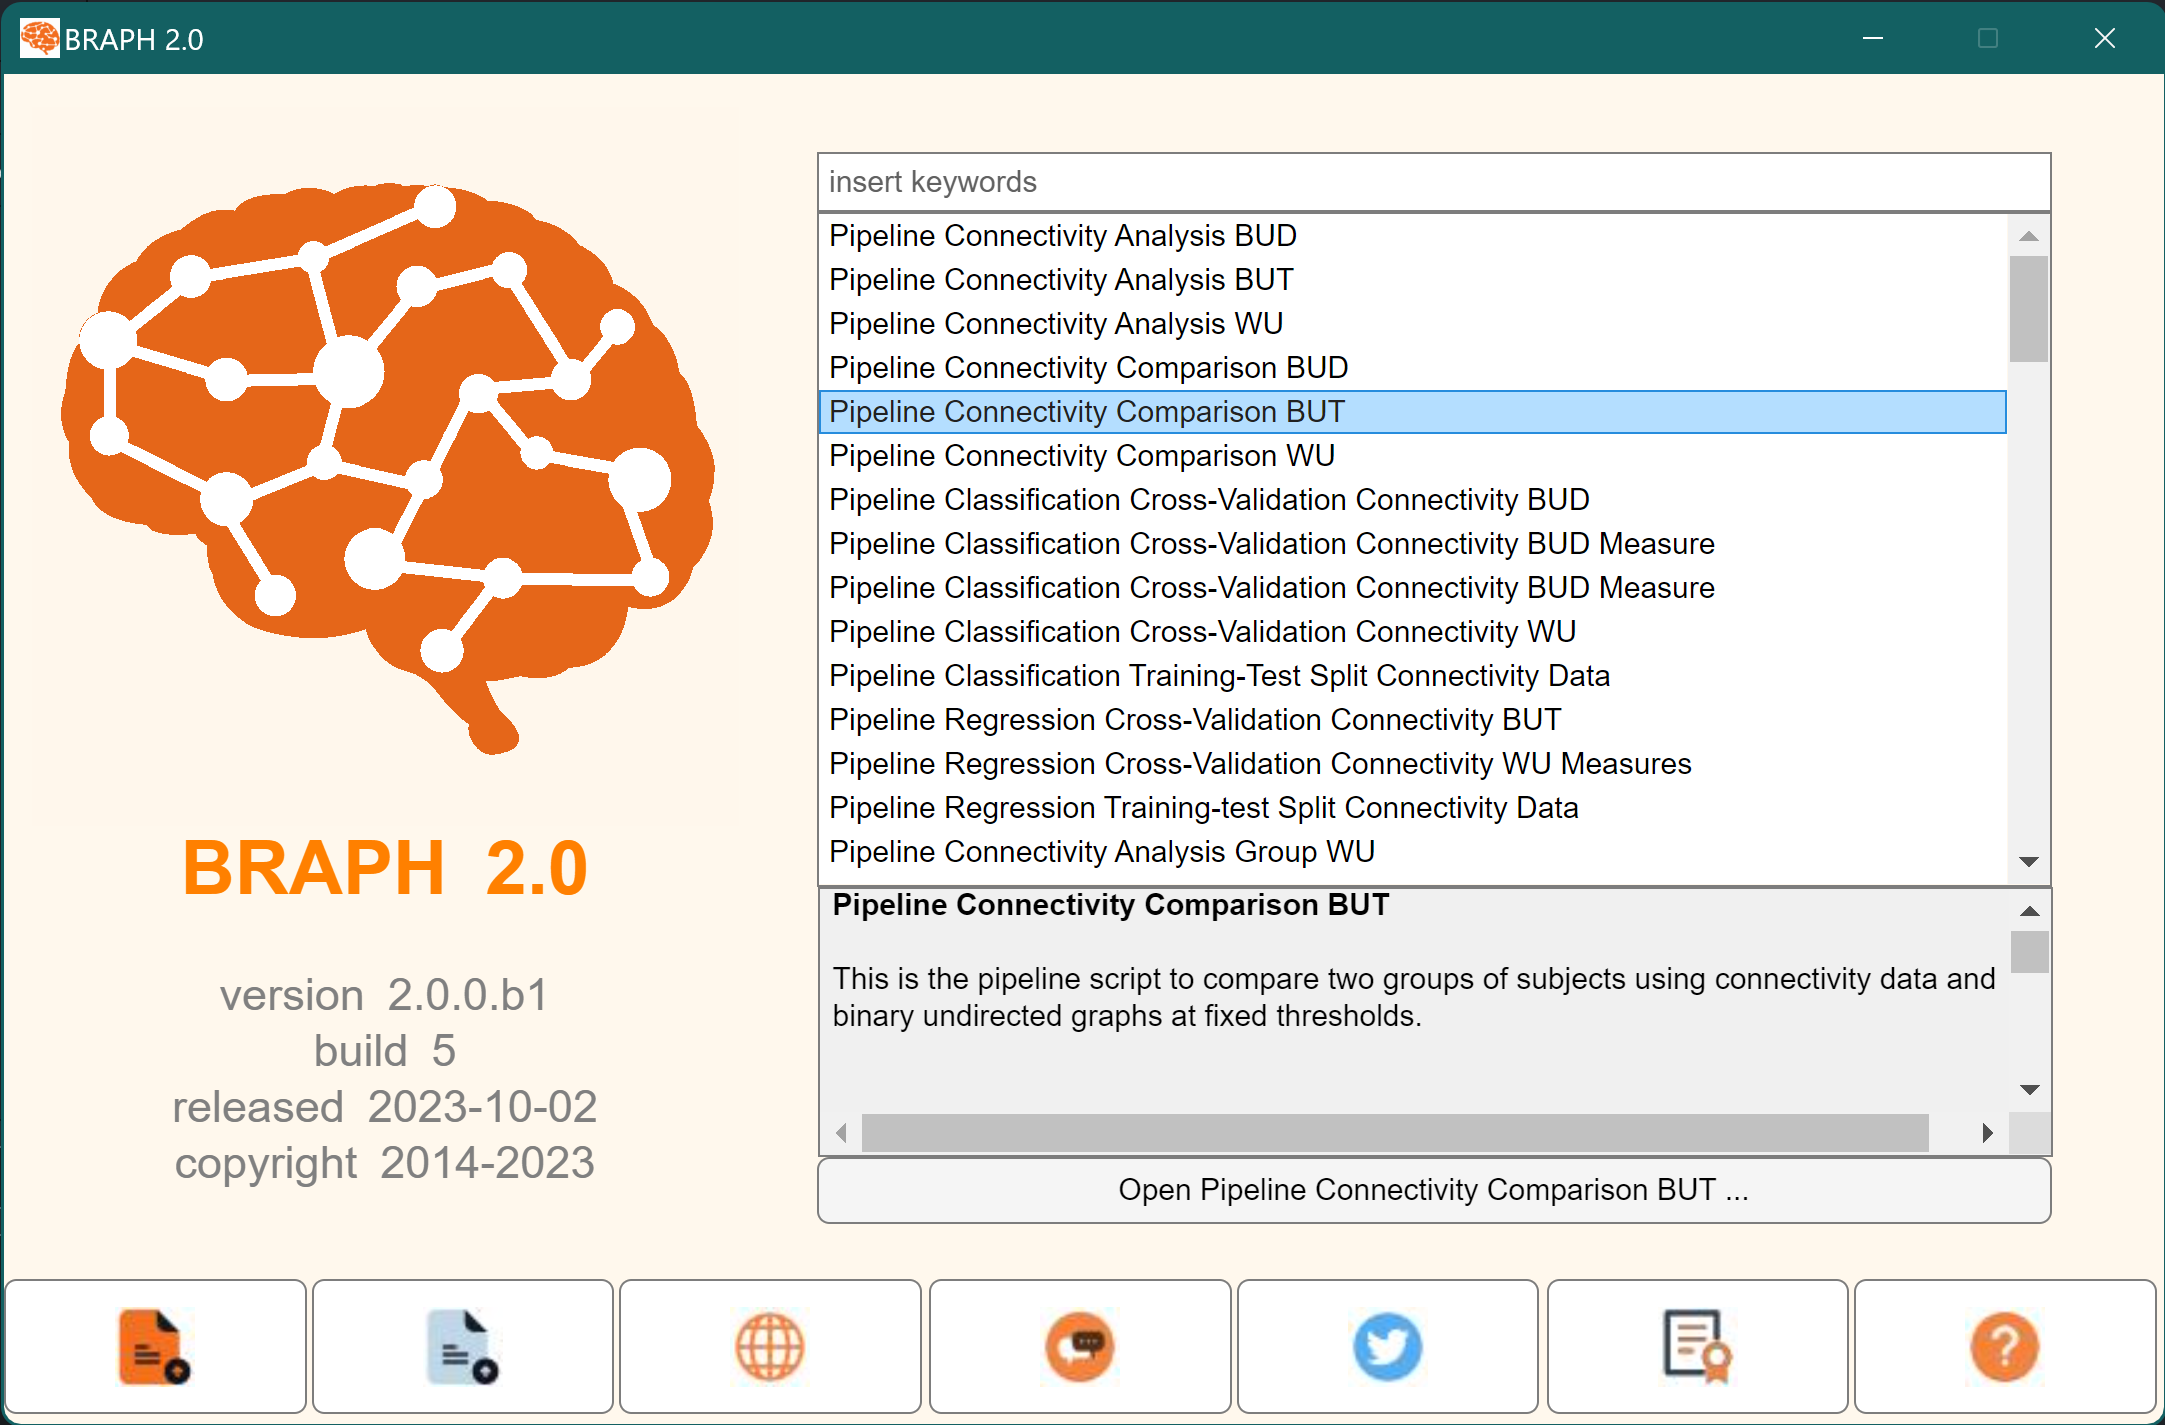 BRAPH 2.0
insert keywords
Pipeline Connectivity Analysis BUD
Pipeline Connectivity Analysis BUT
Pipeline Connectivity Analysis WU
Pipeline Connectivity Comparison BUD
Pipeline Connectivity Comparison BUT
Pipeline Connectivity Comparison WU
Pipeline Classification Cross-Validation Connectivity BUD
Pipeline Classification Cross-Validation Connectivity BUD Measure
Pipeline Classification Cross-Validation Connectivity BUD Measure
Pipeline Classification Cross-Validation Connectivity WU
Pipeline Classification Training-Test Split Connectivity Data
Pipeline Regression Cross-Validation Connectivity BUT
Pipeline Regression Cross-Validation Connectivity WU Measures
Pipeline Regression Training-test Split Connectivity Data
Pipeline Connectivity Analysis Group WU
Pipeline Connectivity Comparison BUT
This is the pipeline script to compare two groups of subjects using connectivity data and
binary undirected graphs at fixed thresholds.
Open Pipeline Connectivity Comparison BUT ...
BRAPH 2.0
version 2.0.0.b1
build 5
released 2023-10-02
copyright 2014-2023
?